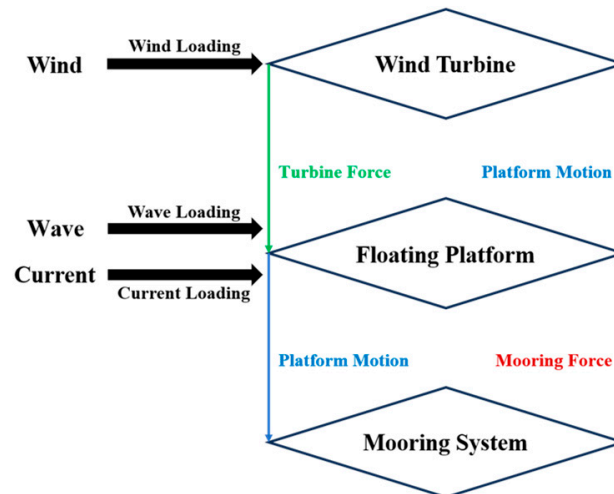 Wind Loading
Wind
Wind Turbine
Turbine Force
Platform Motion
Wave Loading
Wave
Floating Platform
Current
Current Loading
Platform Motion
Mooring Force
Mooring System